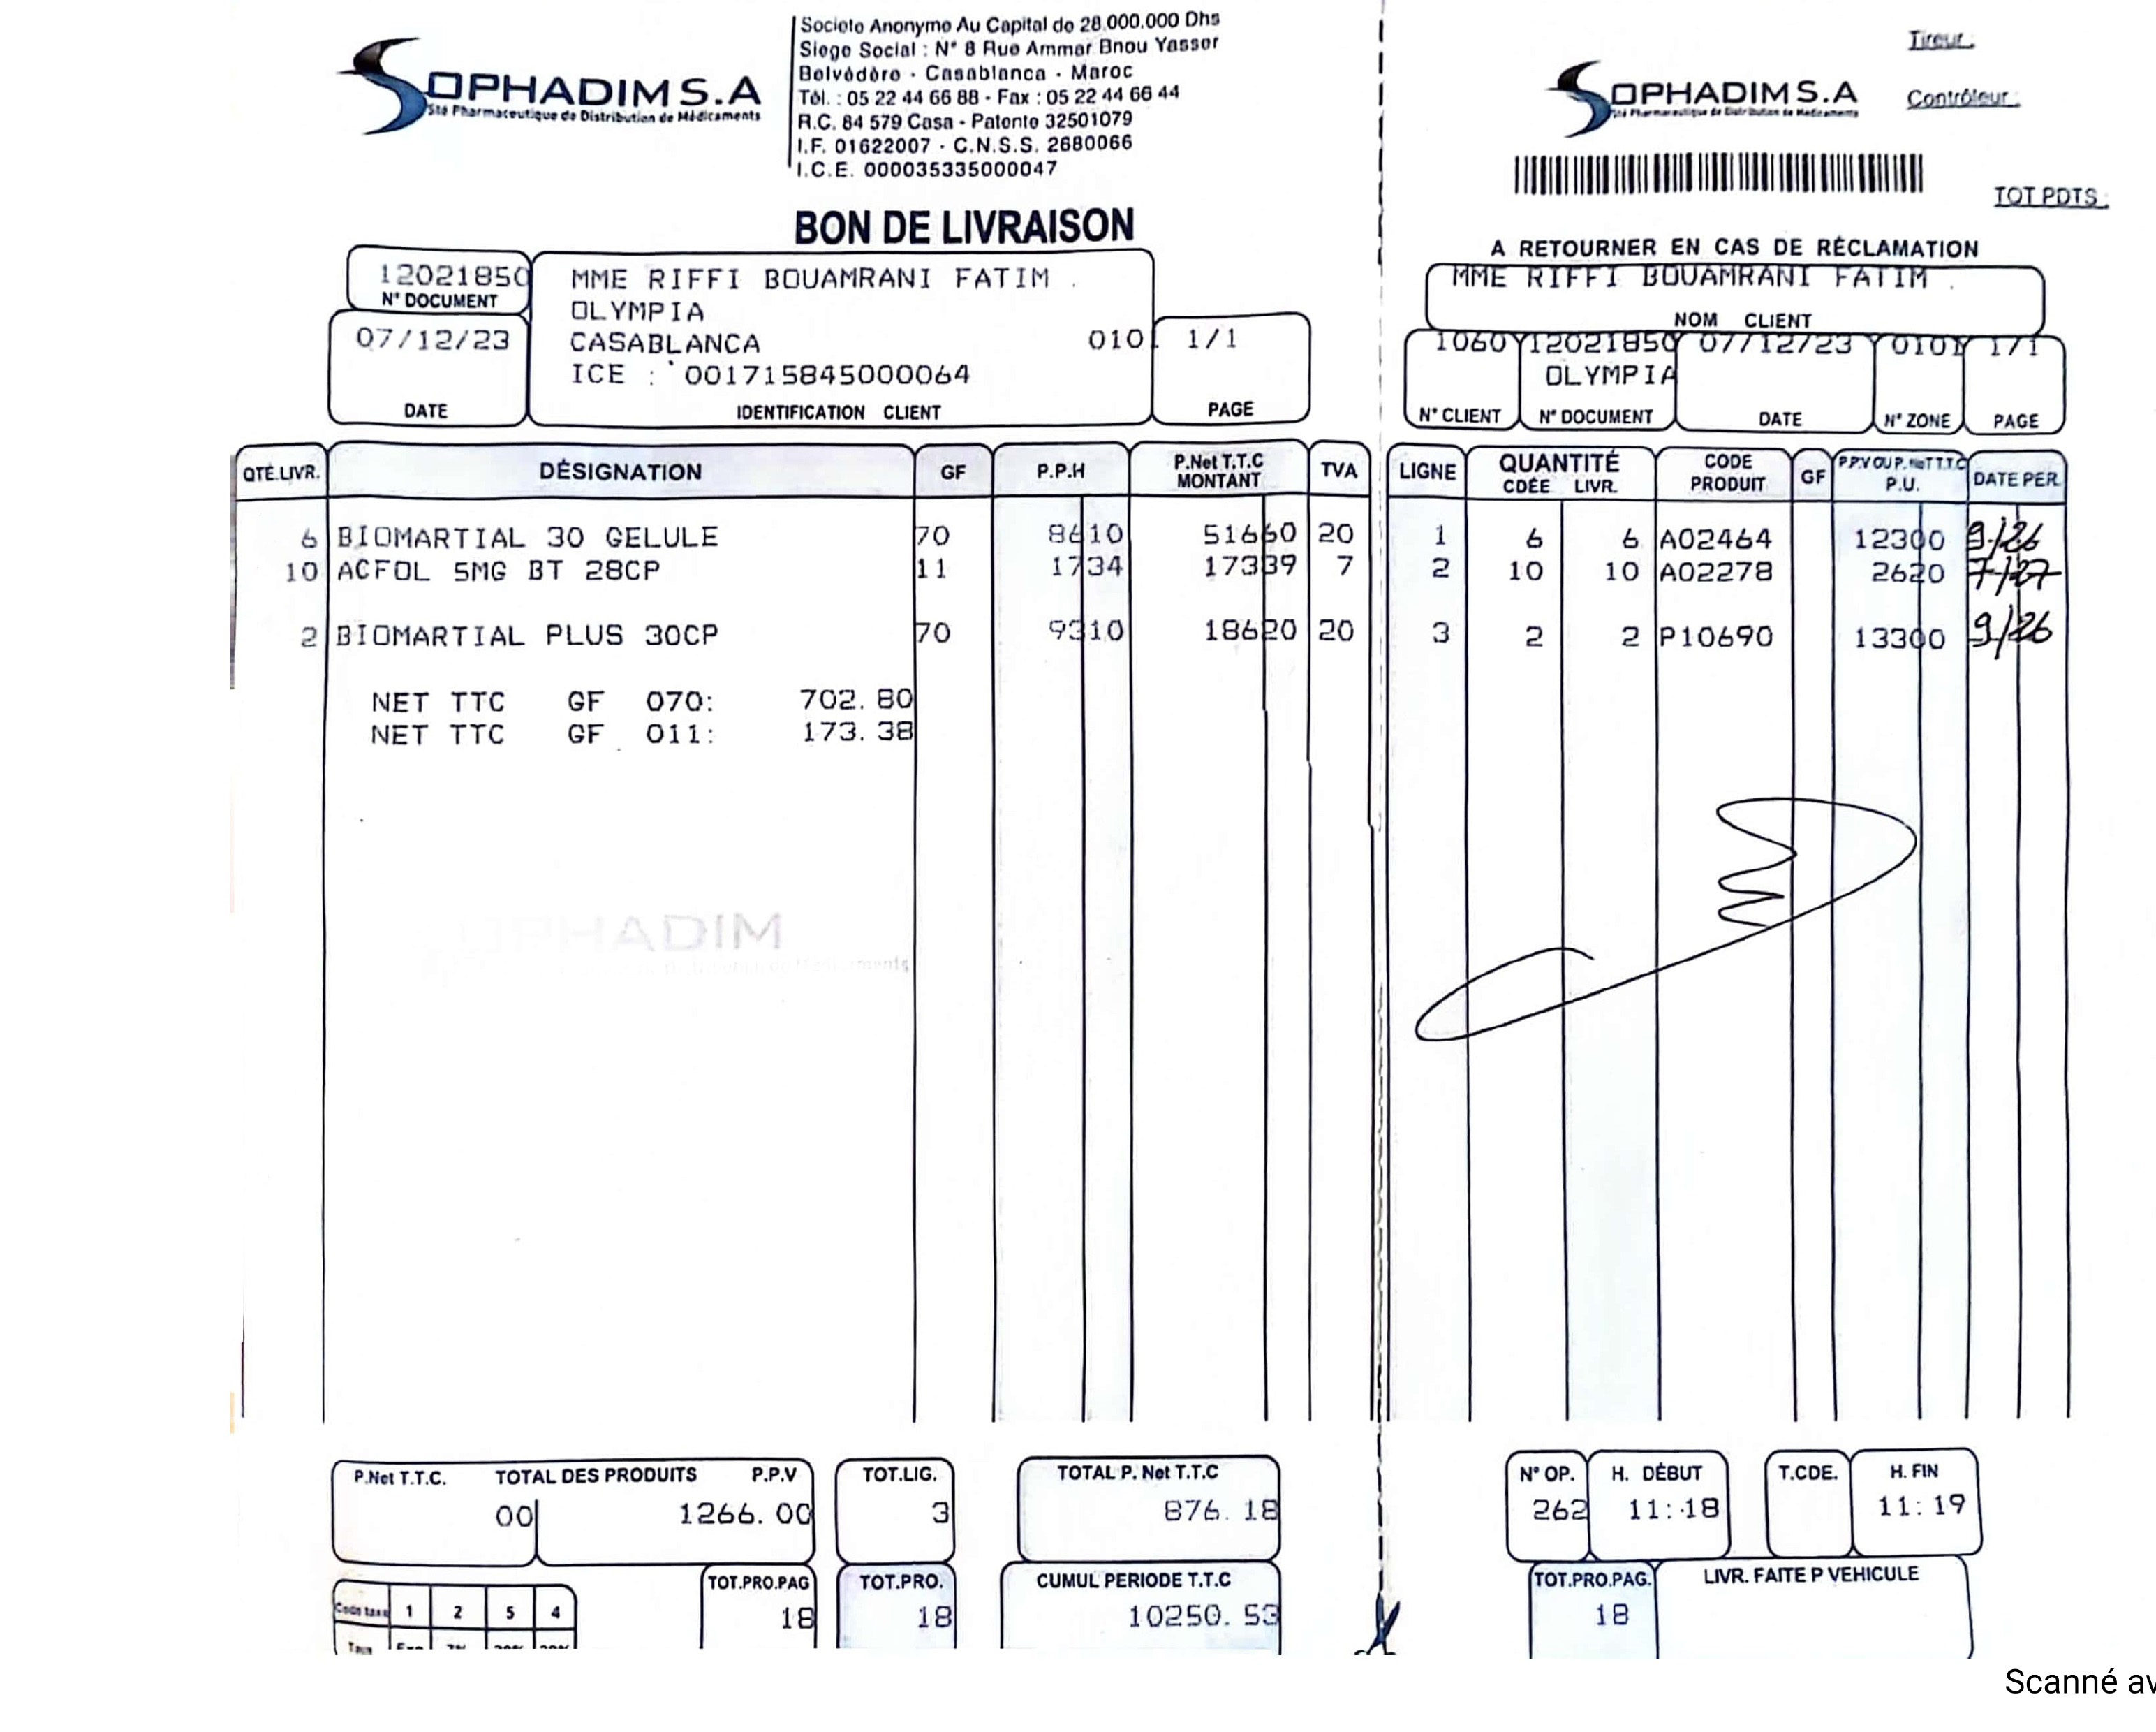 SOPHADIM S.A
Sté Pharmaceutique de Distribution de Médicaments
Societe Anonyme Au Capital de 28.000.000 Dhs
Siege Social : N° 8 Rue Ammar Bnou Yasser
Belvédère - Casablanca - Maroc
Tél. : 05 22 44 66 88 - Fax : 05 22 44 66 44
R.C. 84 579 Casa - Patente 32501079
I.F. 01622007 - C.N.S.S. 2680066
I.C.E. 000035335000047
BON DE LIVRAISON
12021850
N° DOCUMENT
07/12/23
DATE
MME RIFFI BOUAMRANI FATIM .
OLYMPIA
CASABLANCA 010
ICE : 001715845000064
IDENTIFICATION CLIENT
1/1
PAGE
QTÉ.LIVR. DÉSIGNATION GF P.P.H P.Net T.T.C MONTANT TVA
6 BIOMARTIAL 30 GELULE 70 8610 51660 20
10 ACFOL 5MG BT 28CP 11 1734 17339 7
2 BIOMARTIAL PLUS 30CP 70 9310 18620 20
NET TTC GF 070: 702.80
NET TTC GF 011: 173.38
OPHADIM
P.Net T.T.C. TOTAL DES PRODUITS P.P.V
00 1266.00
TOT.LIG.
3
TOTAL P. Net T.T.C
876.18
Code taxe 1 2 5 4
Taux
TOT.PRO.PAG
18
TOT.PRO.
18
CUMUL PERIODE T.T.C
10250.53
SOPHADIM S.A
Sté Pharmaceutique de Distribution de Médicaments
Tireur :
Contrôleur :
TOT PDTS :
A RETOURNER EN CAS DE RÉCLAMATION
MME RIFFI BOUAMRANI FATIM .
NOM CLIENT
1060 12021850 07/12/23 0101 1/1
OLYMPIA
N° CLIENT N° DOCUMENT DATE N° ZONE PAGE
LIGNE QUANTITÉ CDÉE LIVR. CODE PRODUIT GF P.P.V OU P. Net T.T.C P.U. DATE PER.
1 6 6 A02464 12300 9/26
2 10 10 A02278 2620 7/27
3 2 2 P10690 13300 9/26
N° OP. H. DÉBUT T.CDE. H. FIN
262 11:18 11:19
TOT.PRO.PAG. LIVR. FAITE P VEHICULE
18
Scanné av